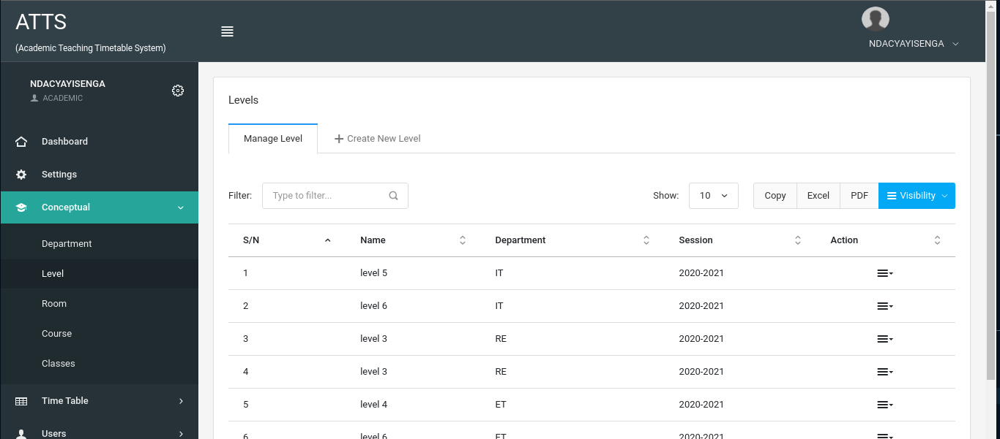 ATTS
(Academic Teaching Timetable System)
NDACYAYISENGA
NDACYAYISENGA
ACADEMIC
Dashboard
Settings
Conceptual
Department
Level
Room
Course
Classes
Time Table
Users
Levels
Manage Level
Create New Level
Filter: Type to filter... Show: 10 Copy Excel PDF Visibility
S/N Name Department Session Action
1 level 5 IT 2020-2021
2 level 6 IT 2020-2021
3 level 3 RE 2020-2021
4 level 3 RE 2020-2021
5 level 4 ET 2020-2021
6 level 6 ET 2020-2021